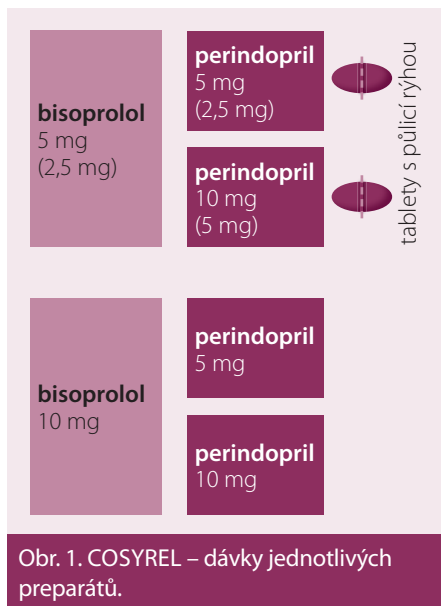 bisoprolol
5 mg
(2,5 mg)
perindopril
5 mg
(2,5 mg)
perindopril
10 mg
(5 mg)
tablety s půlicí rýhou
bisoprolol
10 mg
perindopril
5 mg
perindopril
10 mg
Obr. 1. COSYREL – dávky jednotlivých
preparátů.